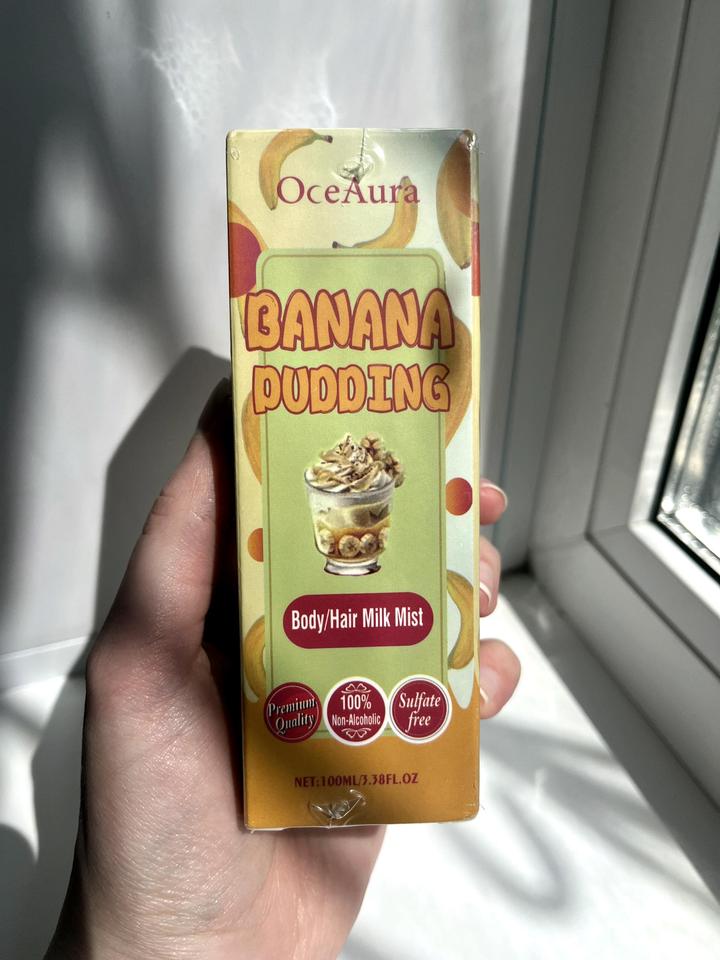 OceAura
BANANA
PUDDING
Body/Hair Milk Mist
Premium
Quality
100%
Non-Alcoholic
Sulfate
free
NET:100ML/3.38FL.OZ